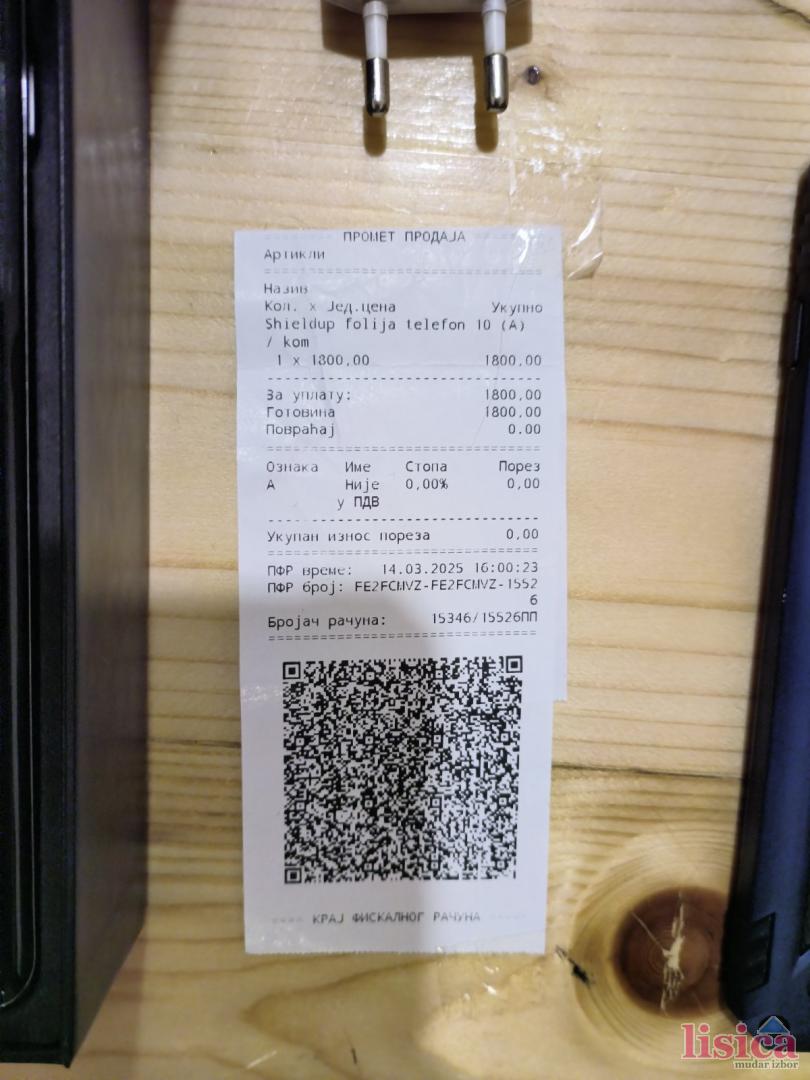 ПРОМЕТ ПРОДАЈА
Артикли
========================================
Назив
Кол. x Јед.цена Укупно
Shieldup folija telefon 10 (A)
/ kom
1 x 1800,00 1800,00
----------------------------------------
За уплату: 1800,00
Готовина 1800,00
Повраћај 0.00
========================================
Ознака Име Стопа Порез
А Није 0,00% 0,00
у ПДВ
----------------------------------------
Укупан износ пореза 0,00
========================================
ПФР време: 14.03.2025 16:00:23
ПФР број: FE2FCMVZ-FE2FCMVZ-1552
6
Бројач рачуна: 15346/15526ПП
========================================
КРАЈ ФИСКАЛНОГ РАЧУНА
lisica
mudar izbor